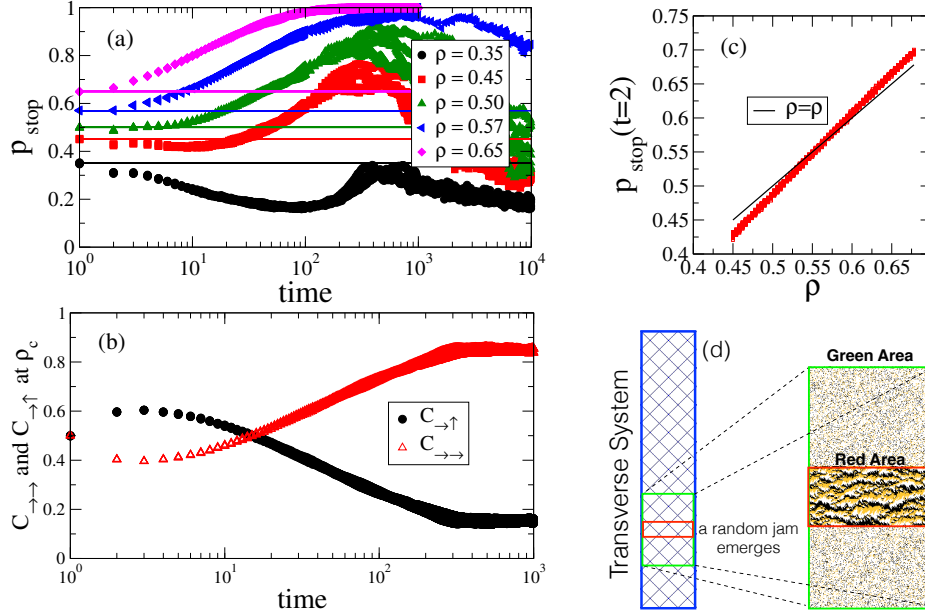 (a)
1
0.8
0.6
0.4
0.2
0
p_stop
ρ = 0.35
ρ = 0.45
ρ = 0.50
ρ = 0.57
ρ = 0.65
10^0 10^1 10^2 10^3 10^4
time
(c)
0.75
0.7
0.65
0.6
0.55
0.5
0.45
0.4
p_stop(t=2)
ρ=ρ
0.4 0.45 0.5 0.55 0.6 0.65
ρ
(b)
1
0.8
0.6
0.4
0.2
0
C_→→ and C_→↑ at ρ_c
C_→↑
C_→→
10^0 10^1 10^2 10^3
time
(d)
Transverse System
Green Area
Red Area
a random jam
emerges